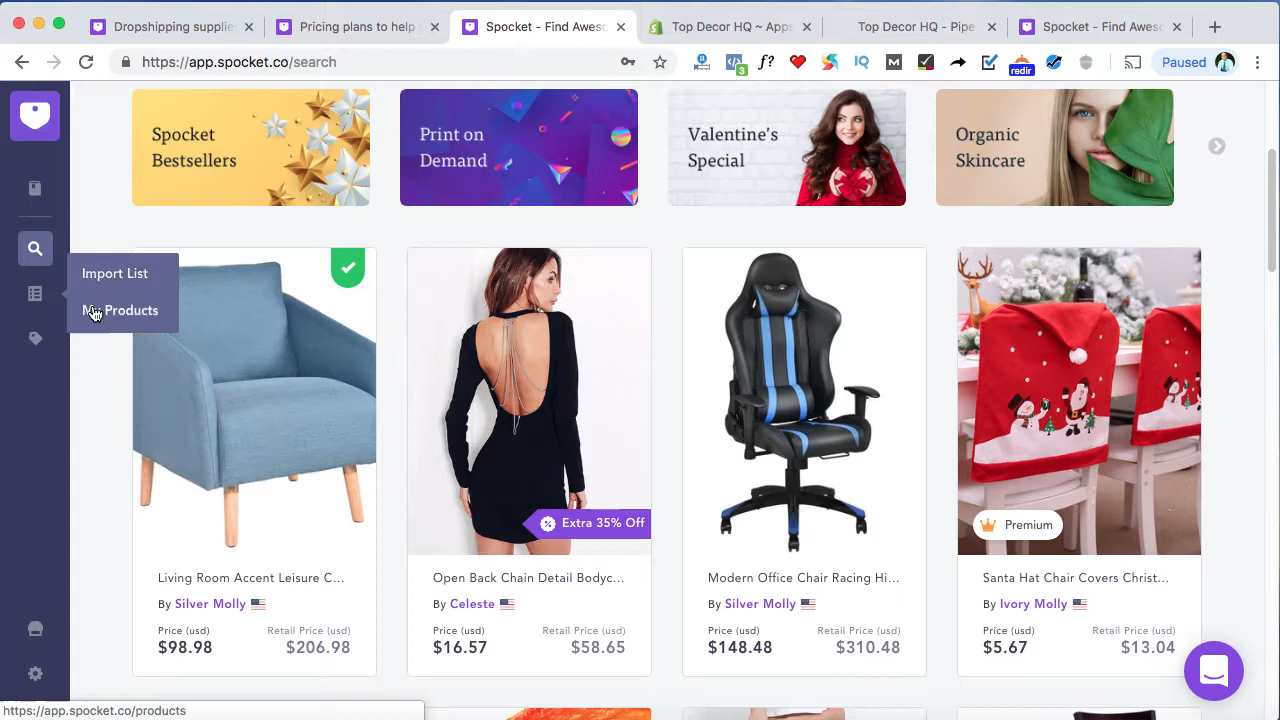 Dropshipping supplie
Pricing plans to help
Spocket - Find Aweso
Top Decor HQ ~ Apps
Top Decor HQ - Pipe
Spocket - Find Aweso
https://app.spocket.co/search
3
f?
IQ
M
redir
Paused
Spocket
Bestsellers
Print on
Demand
Valentine's
Special
Organic
Skincare
Import List
My Products
Extra 35% Off
Premium
Living Room Accent Leisure C...
By Silver Molly
Price (usd) Retail Price (usd)
$98.98 $206.98
Open Back Chain Detail Bodyc...
By Celeste
Price (usd) Retail Price (usd)
$16.57 $58.65
Modern Office Chair Racing Hi...
By Silver Molly
Price (usd) Retail Price (usd)
$148.48 $310.48
Santa Hat Chair Covers Christ...
By Ivory Molly
Price (usd) Retail Price (usd)
$5.67 $13.04
https://app.spocket.co/products